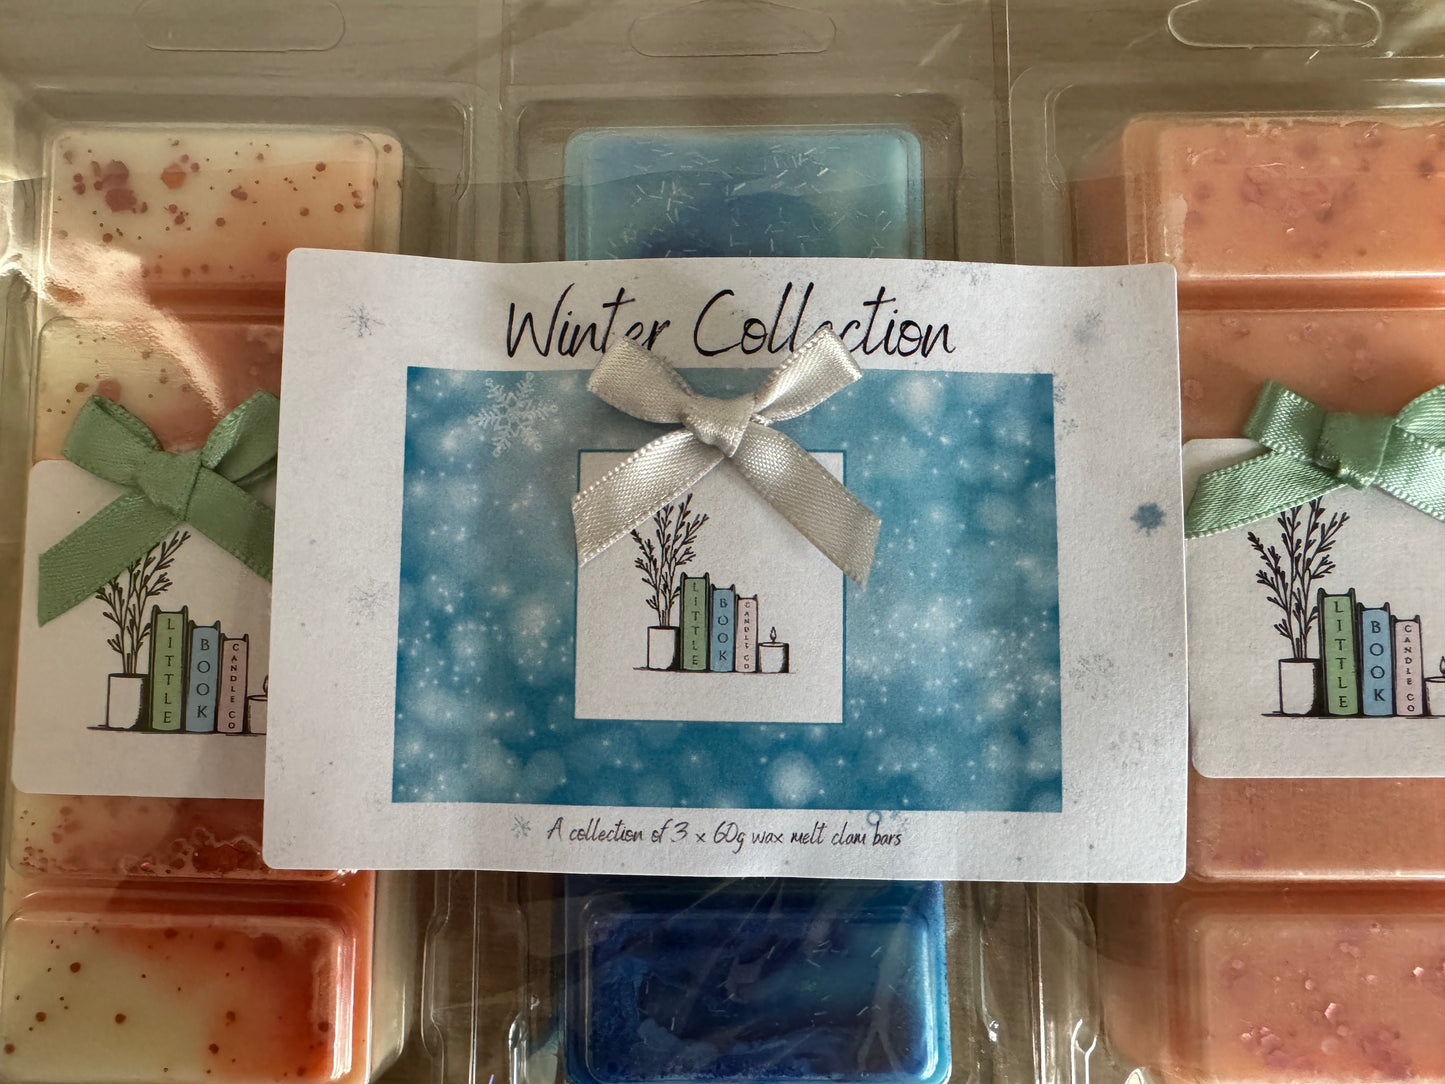 Winter Collection
LITTLE
BOOK
CANDLE CO
LITTLE
BOOK
CANDLE CO
LITTLE
BOOK
CANDLE CO
A collection of 3 x 60g wax melt clam bars